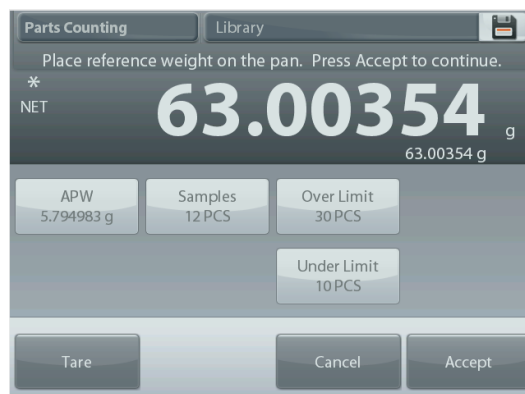 Parts Counting
Library
Place reference weight on the pan. Press Accept to continue.
*
NET
63.00354 g
63.00354 g
APW
5.794983 g
Samples
12 PCS
Over Limit
30 PCS
Under Limit
10 PCS
Tare
Cancel
Accept